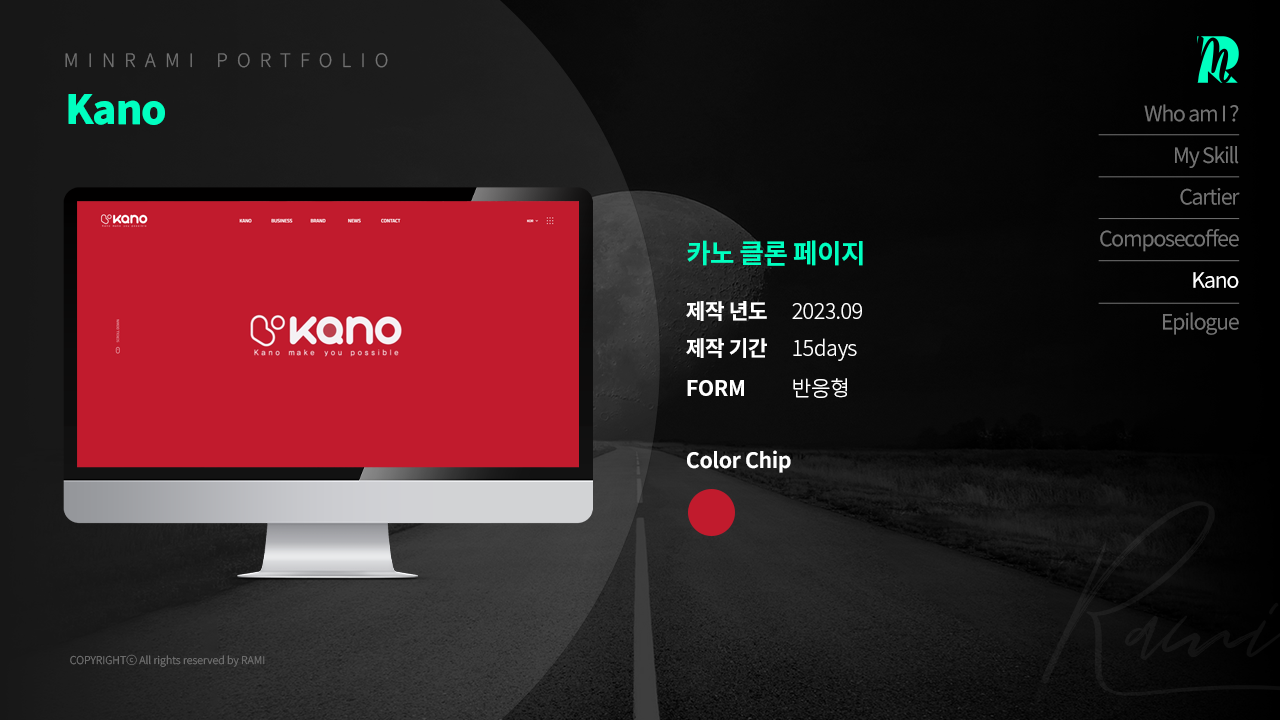 MINRAMI PORTFOLIO
Kano
Kano
KANO BUSINESS BRAND NEWS CONTACT
Kano
Kano make you possible
카노 클론 페이지
제작 년도 2023.09
제작 기간 15days
FORM 반응형
Color Chip
Who am I ?
My Skill
Cartier
Composecoffee
Kano
Epilogue
Rami
COPYRIGHTⓒ All rights reserved by RAMI